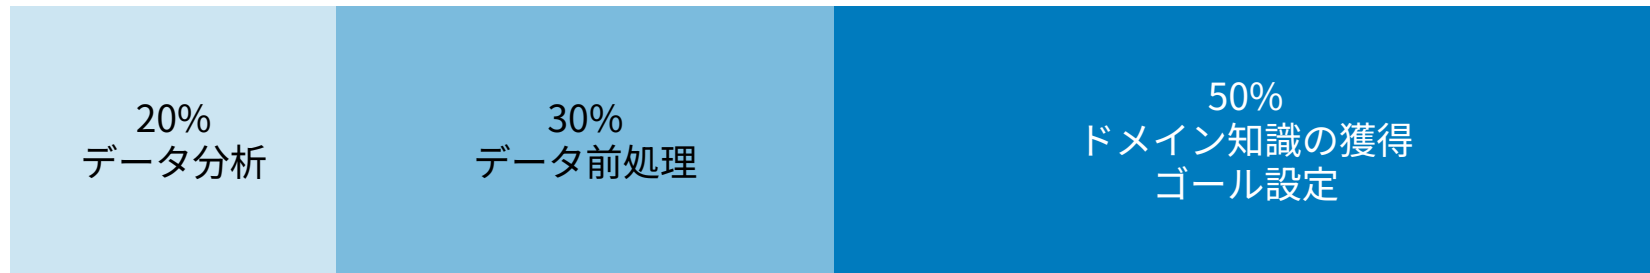 20%
データ分析
30%
データ前処理
50%
ドメイン知識の獲得
ゴール設定